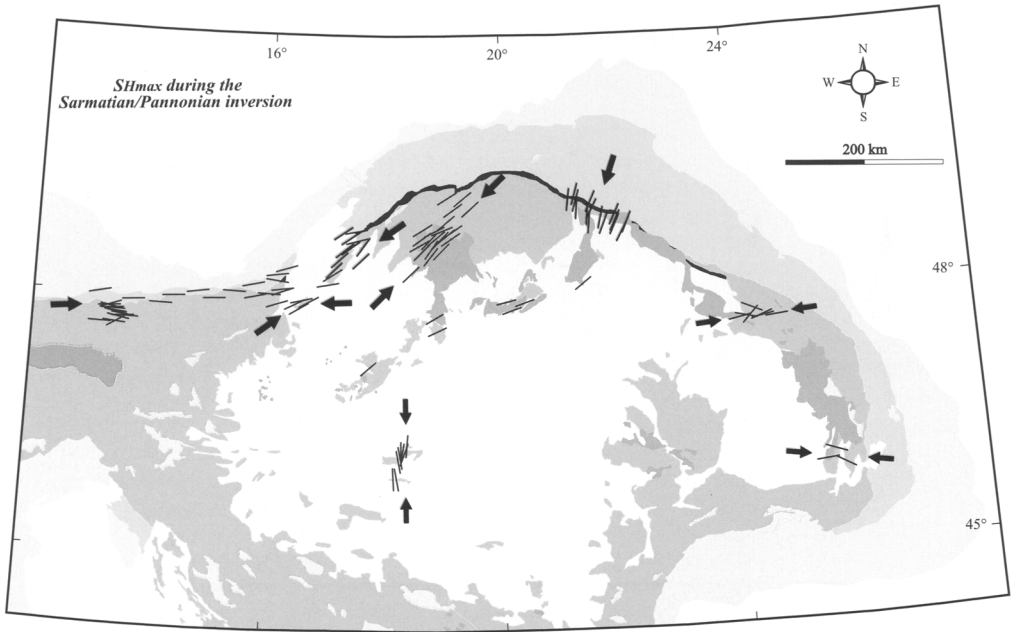 16°
20°
24°
SHmax during the
Sarmatian/Pannonian inversion
N
W
E
S
200 km
48°
45°